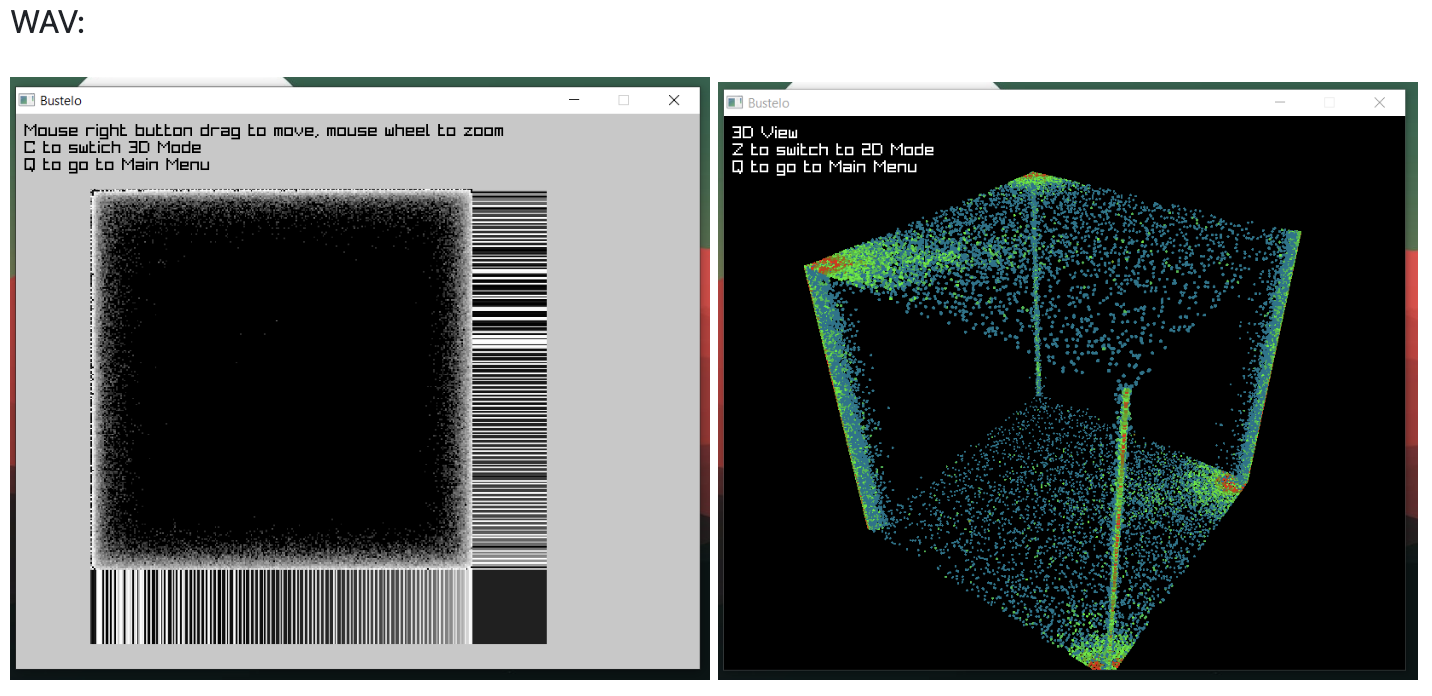 WAV:
Bustelo
Mouse right button drag to move, mouse wheel to zoom
C to swtich 3D Mode
Q to go to Main Menu
Bustelo
3D View
Z to switch to 2D Mode
Q to go to Main Menu